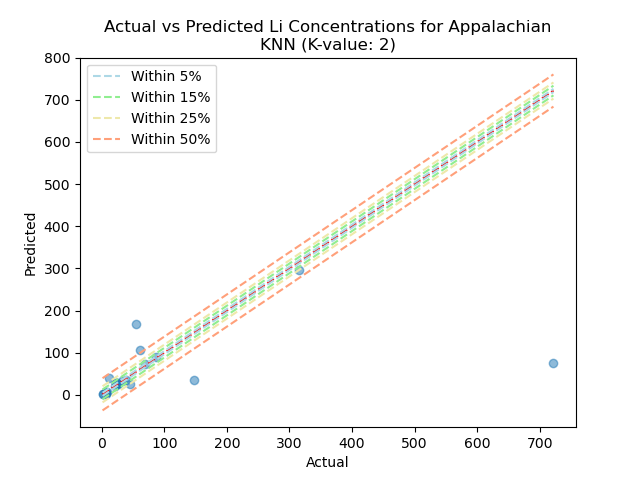 Actual vs Predicted Li Concentrations for Appalachian
KNN (K-value: 2)
Within 5%
Within 15%
Within 25%
Within 50%
800
700
600
500
400
300
200
100
0
Predicted
0 100 200 300 400 500 600 700
Actual